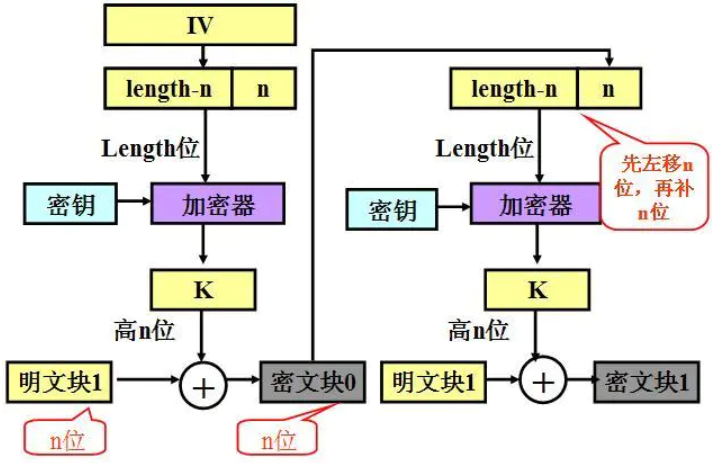 IV
length-n
n
Length位
密钥
加密器
K
高n位
明文块1
+
密文块0
n位
n位
length-n
n
Length位
先左移n
位，再补
n位
密钥
加密器
K
高n位
明文块1
+
密文块1